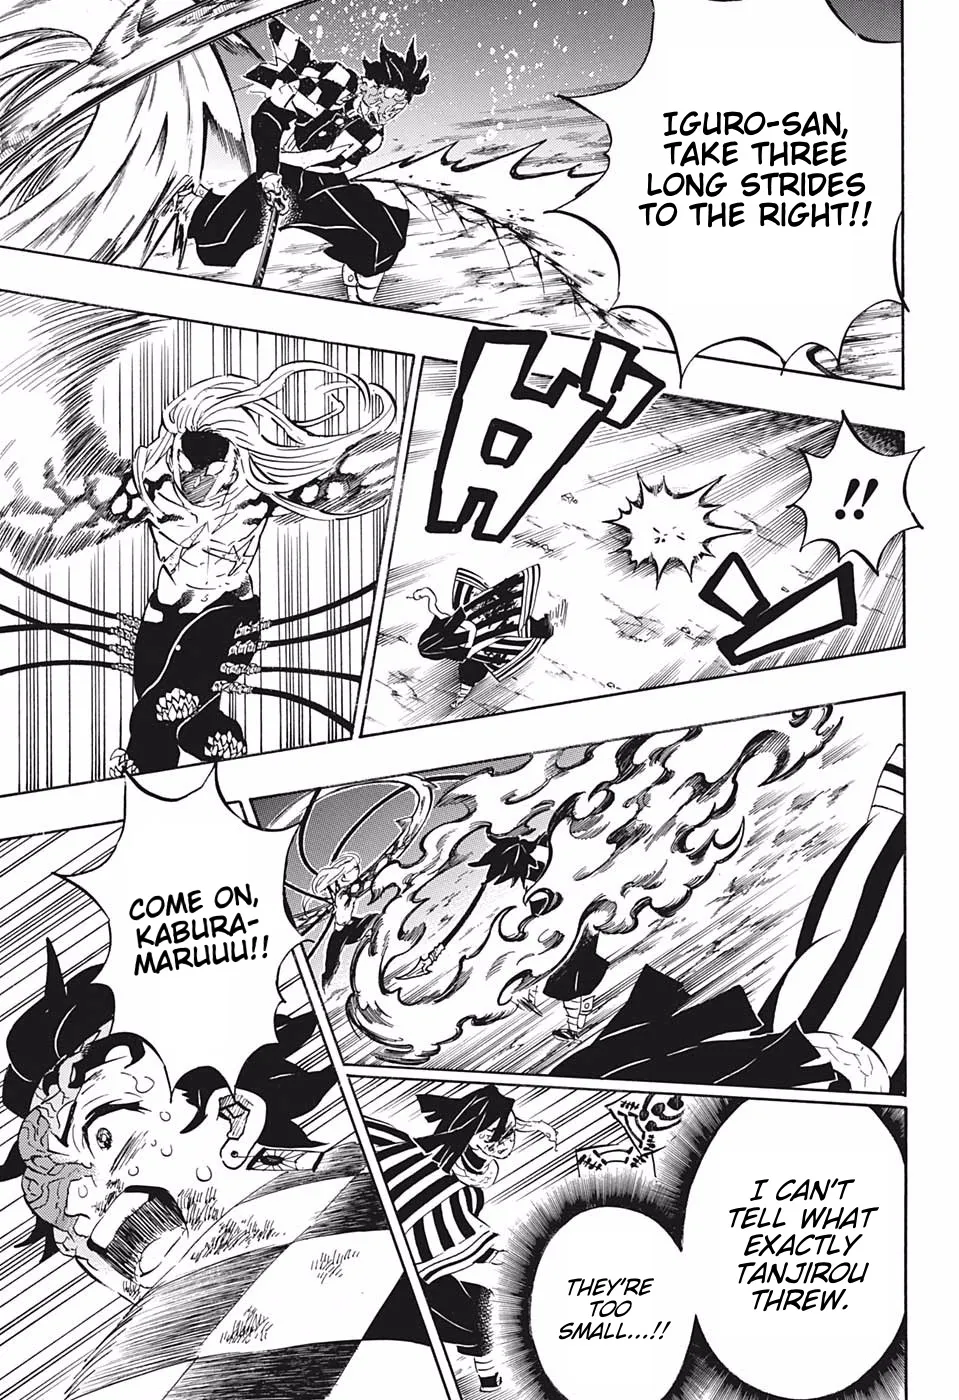 IGURO-SAN,
TAKE THREE
LONG STRIDES
TO THE RIGHT!!
!!
COME ON,
KABURA-
MARUUU!!
I CAN'T
TELL WHAT
EXACTLY
TANJIROU
THREW.
THEY'RE
TOO
SMALL...!!